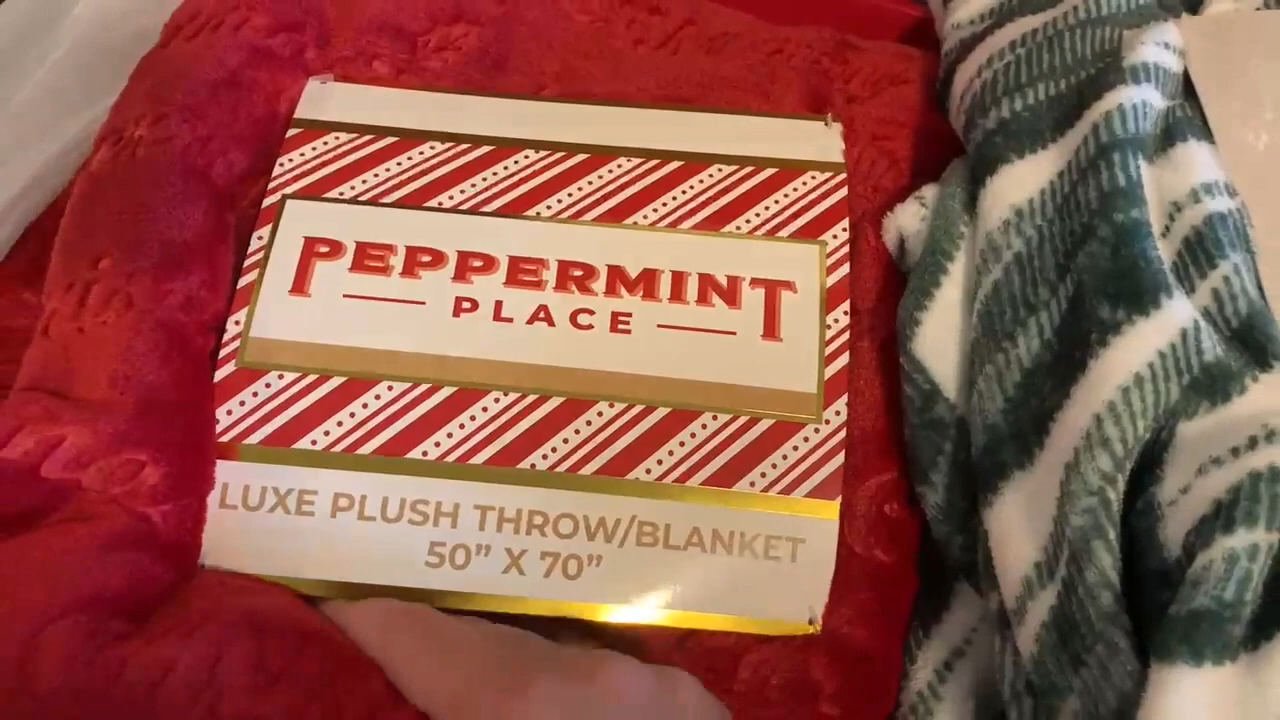 PEPPERMINT
PLACE
LUXE PLUSH THROW/BLANKET
50” X 70”